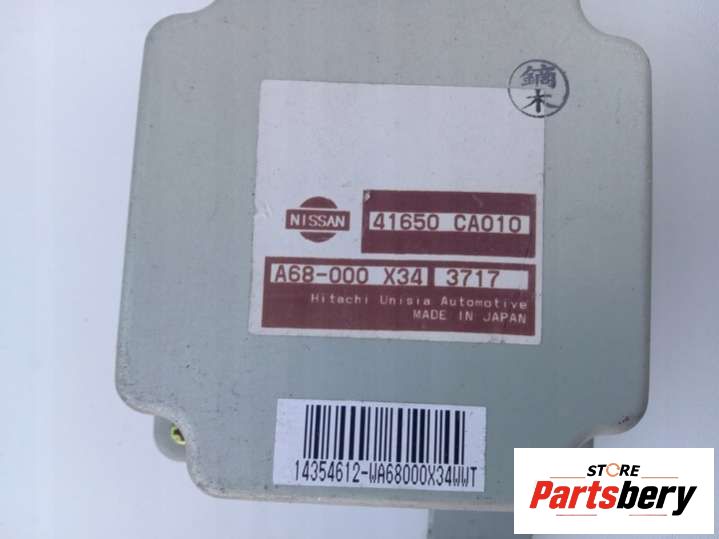 鏑
木
NISSAN
41650 CA010
A68-000 X34 3717
Hitachi Unisia Automotive
MADE IN JAPAN
14354612-WA68000X34WWT
STORE
Partsbery